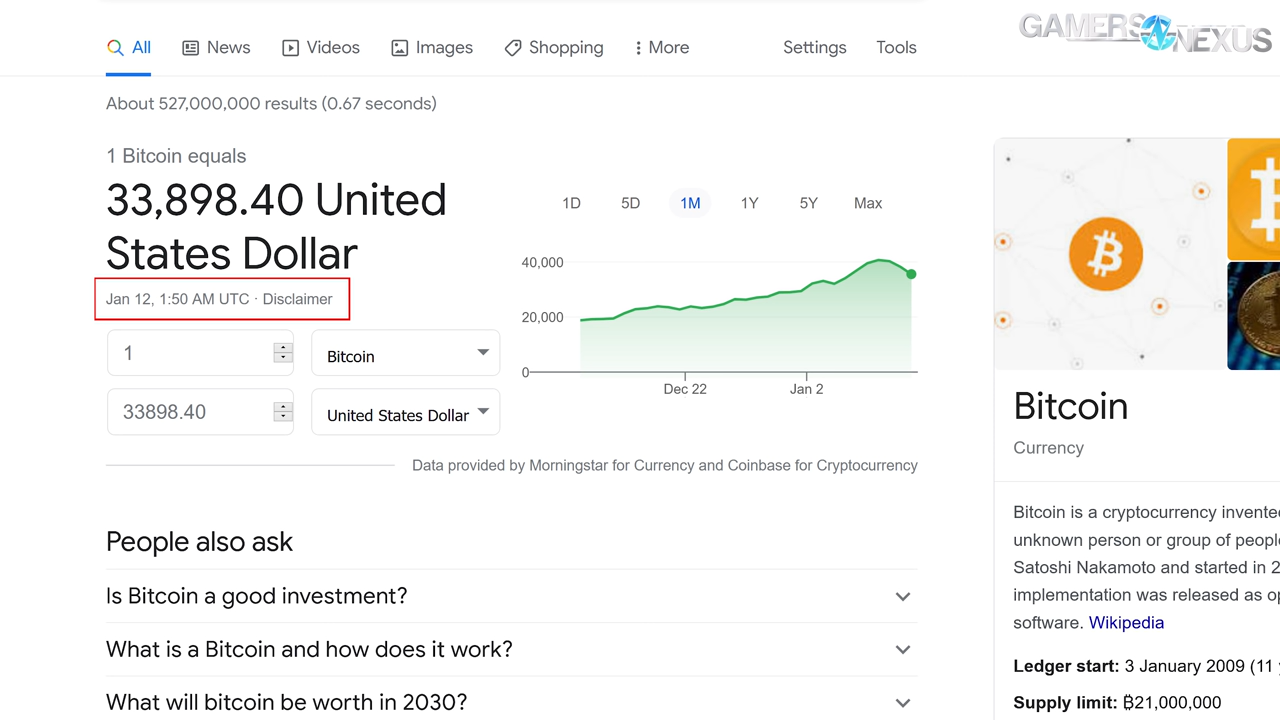 GAMERS NEXUS
All News Videos Images Shopping More Settings Tools
About 527,000,000 results (0.67 seconds)
1 Bitcoin equals
33,898.40 United
States Dollar
Jan 12, 1:50 AM UTC · Disclaimer
1 Bitcoin
33898.40 United States Dollar
1D 5D 1M 1Y 5Y Max
40,000
20,000
0
Dec 22 Jan 2
Data provided by Morningstar for Currency and Coinbase for Cryptocurrency
People also ask
Is Bitcoin a good investment?
What is a Bitcoin and how does it work?
What will bitcoin be worth in 2030?
Bitcoin
Currency
Bitcoin is a cryptocurrency
unknown person or group of
Satoshi Nakamoto and started in
implementation was released as
software. Wikipedia
Ledger start: 3 January 2009 (11
Supply limit: ₿21,000,000